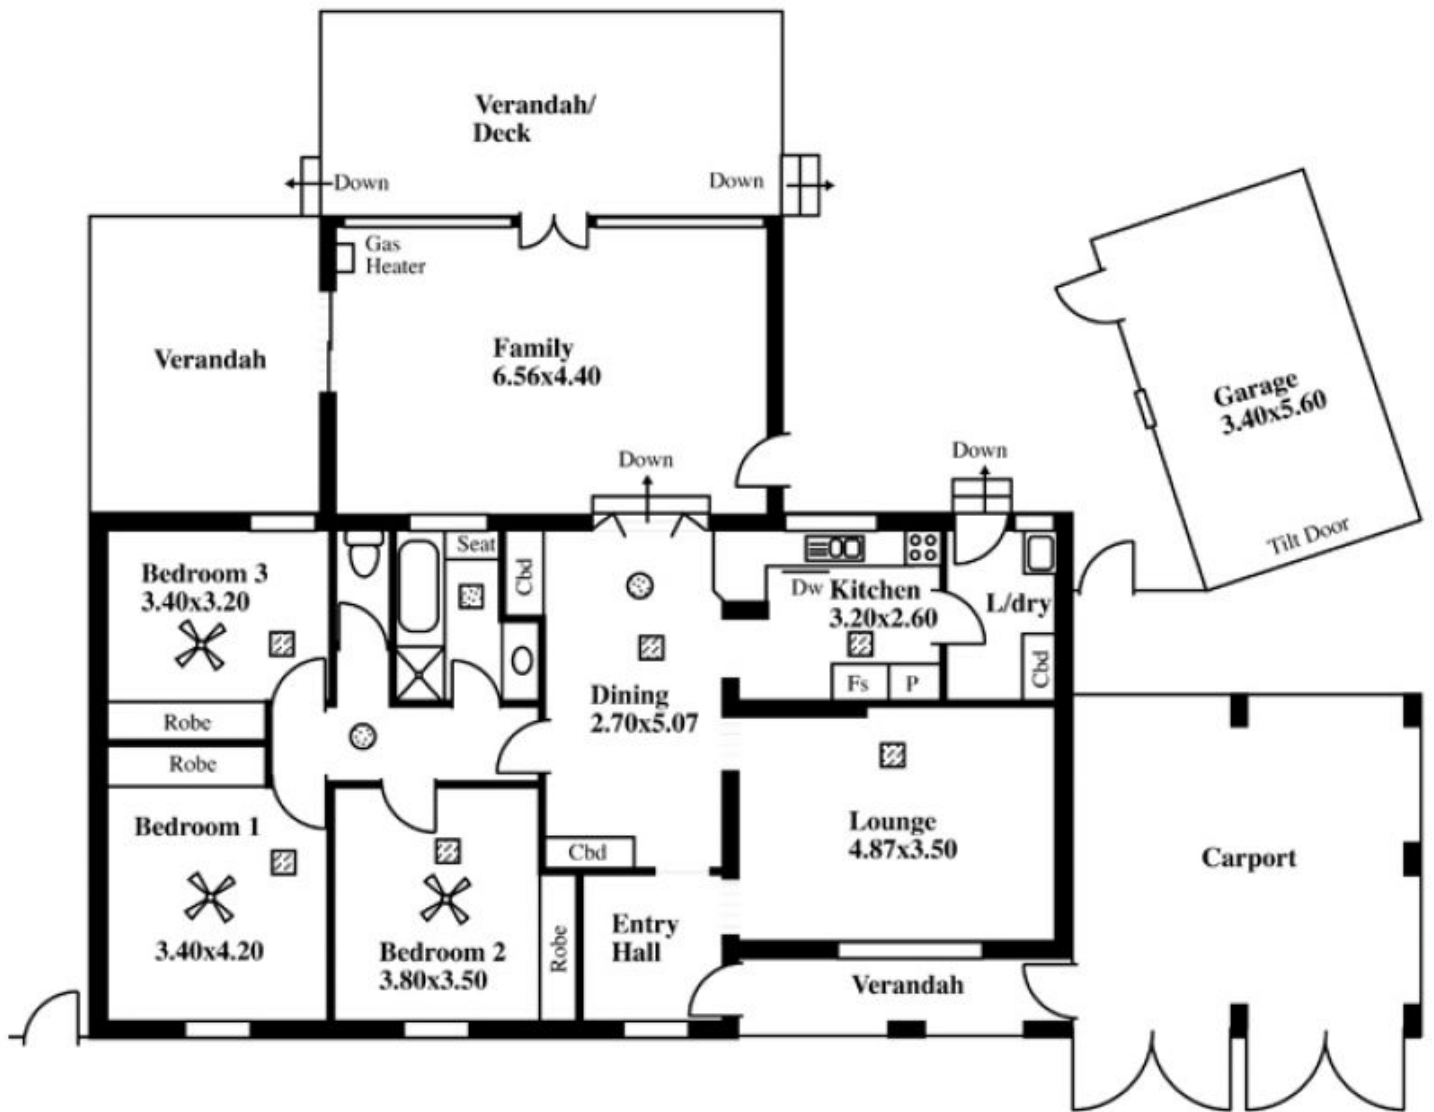 Verandah/
Deck
Down
Down
Gas
Heater
Verandah
Family
6.56x4.40
Garage
3.40x5.60
Tilt Door
Down
Down
Bedroom 3
3.40x3.20
Seat
Cbd
Dw
Kitchen
3.20x2.60
L/dry
Cbd
Fs
P
Dining
2.70x5.07
Robe
Robe
Bedroom 1
3.40x4.20
Lounge
4.87x3.50
Carport
Cbd
Entry
Hall
Robe
Bedroom 2
3.80x3.50
Verandah